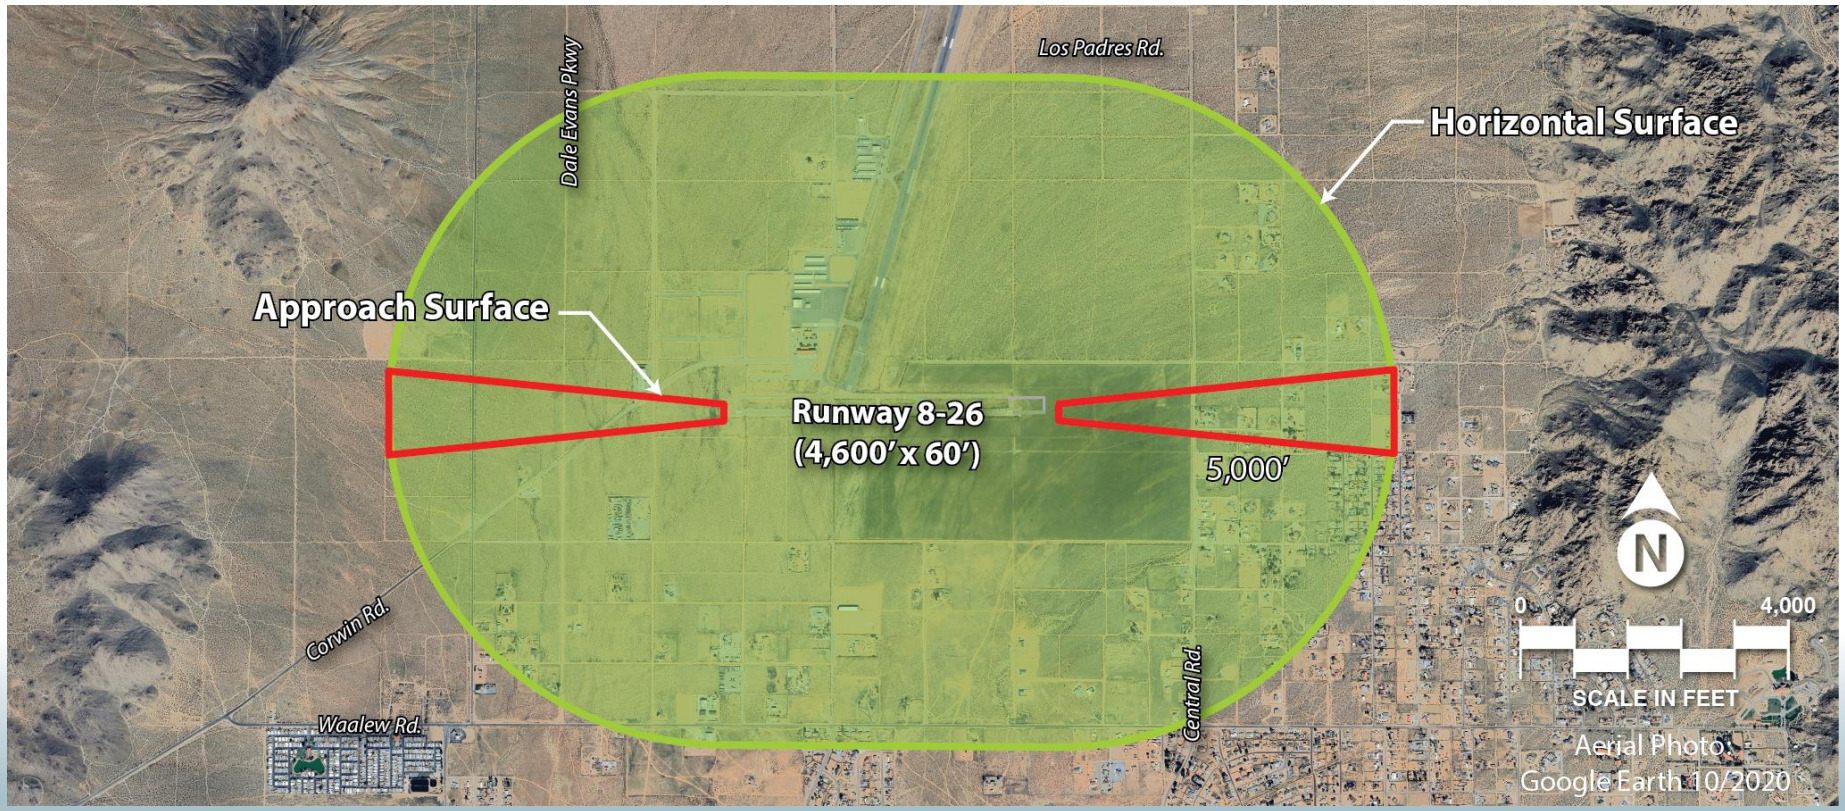 Los Padres Rd.
Dale Evans Pkwy
Horizontal Surface
Approach Surface
Runway 8-26
(4,600’ x 60’)
5,000’
N
Corwin Rd.
0 4,000
SCALE IN FEET
Central Rd.
Waalew Rd.
Aerial Photo:
Google Earth 10/2020